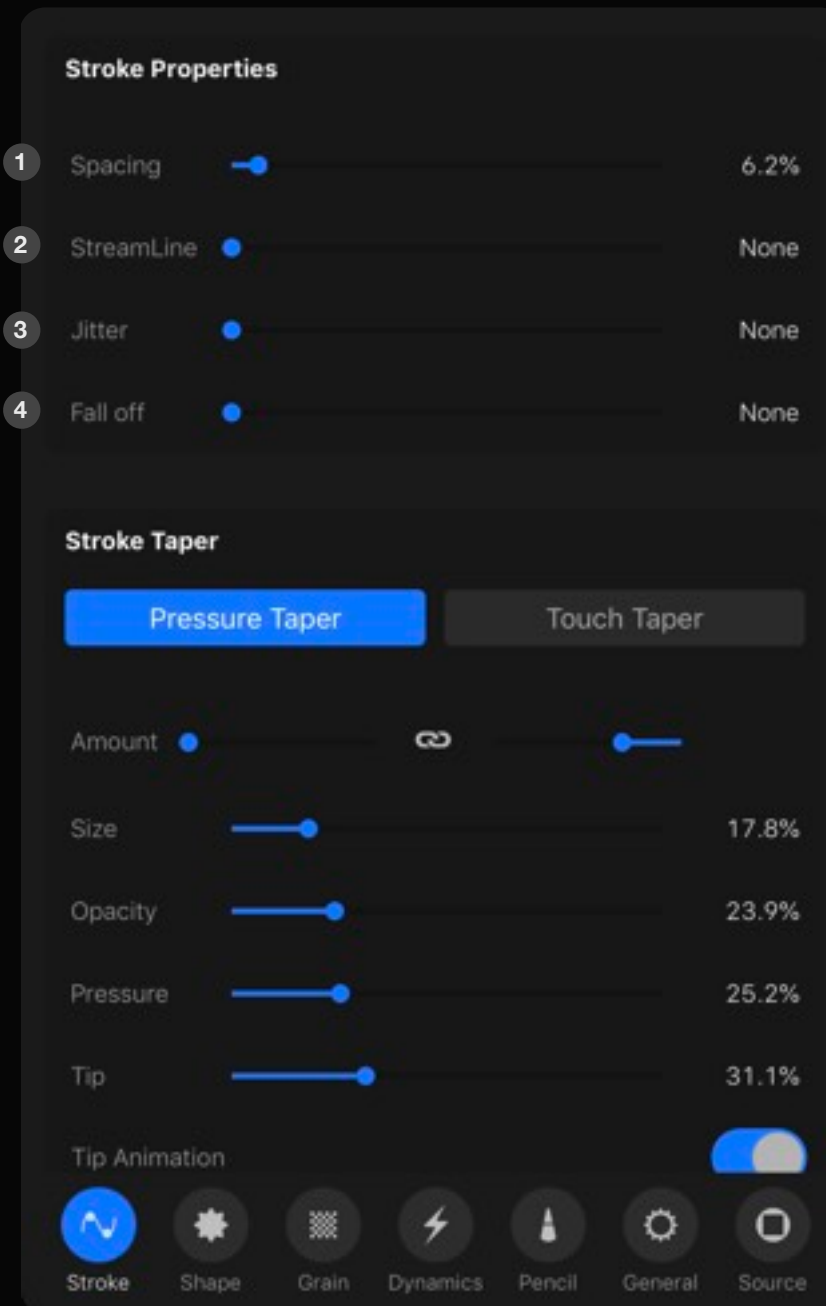 Stroke Properties
1 Spacing 6.2%
2 StreamLine None
3 Jitter None
4 Fall off None
Stroke Taper
Pressure Taper Touch Taper
Amount
Size 17.8%
Opacity 23.9%
Pressure 25.2%
Tip 31.1%
Tip Animation
Stroke Shape Grain Dynamics Pencil General Source